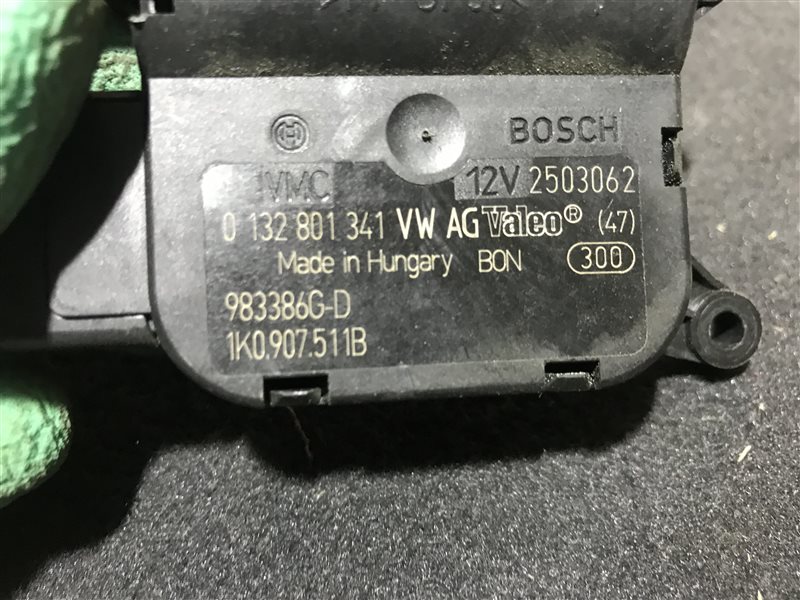 BOSCH
VMC 12V 2503062
0 132 801 341 VW AG Valeo® (47)
Made in Hungary BON 300
983386G-D
1K0.907.511B